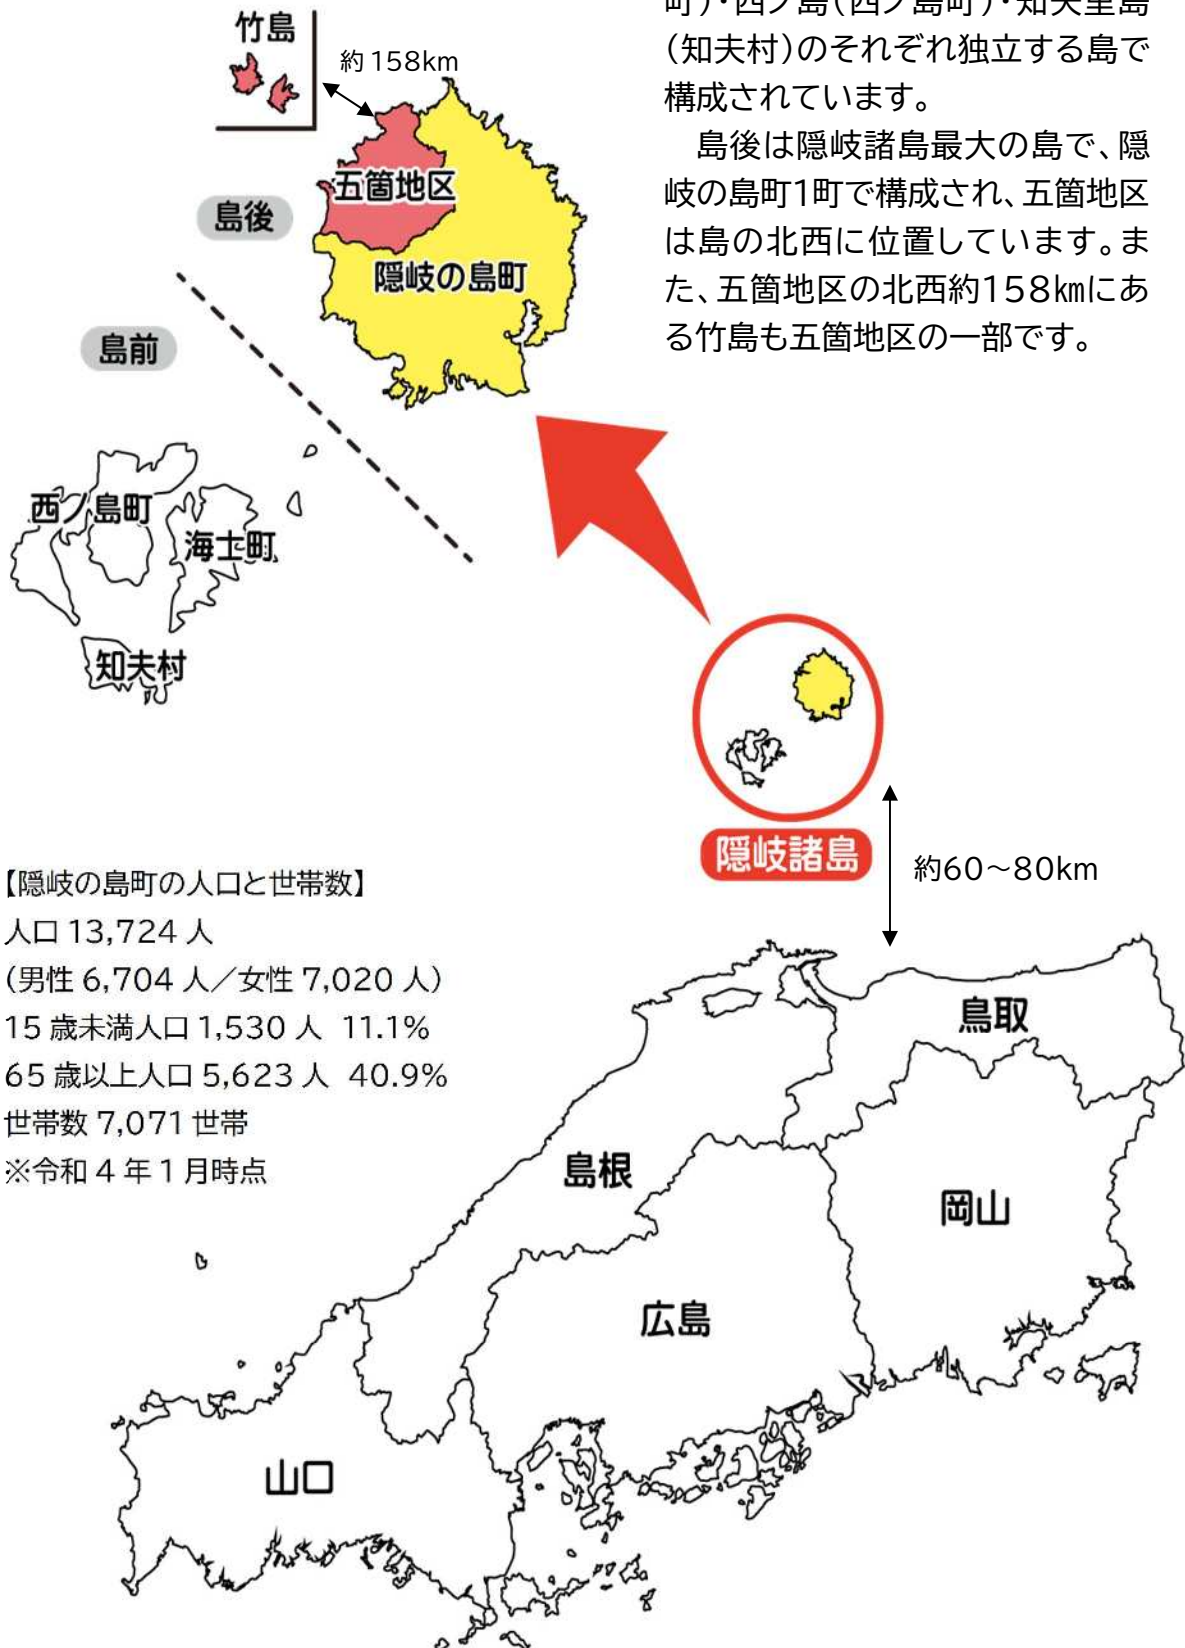 町)・西ノ島(西ノ島町)・知夫里島
(知夫村)のそれぞれ独立する島で
構成されています。
　島後は隠岐諸島最大の島で、隠
岐の島町1町で構成され、五箇地区
は島の北西に位置しています。ま
た、五箇地区の北西約158㎞にあ
る竹島も五箇地区の一部です。
竹島
約158km
五箇地区
島後
隠岐の島町
島前
西ノ島町
海士町
知夫村
隠岐諸島
約60～80km
【隠岐の島町の人口と世帯数】
人口 13,724 人
(男性 6,704 人／女性 7,020 人)
15 歳未満人口 1,530 人 11.1%
65 歳以上人口 5,623 人 40.9%
世帯数 7,071 世帯
※令和 4 年 1 月時点
鳥取
島根
岡山
広島
山口